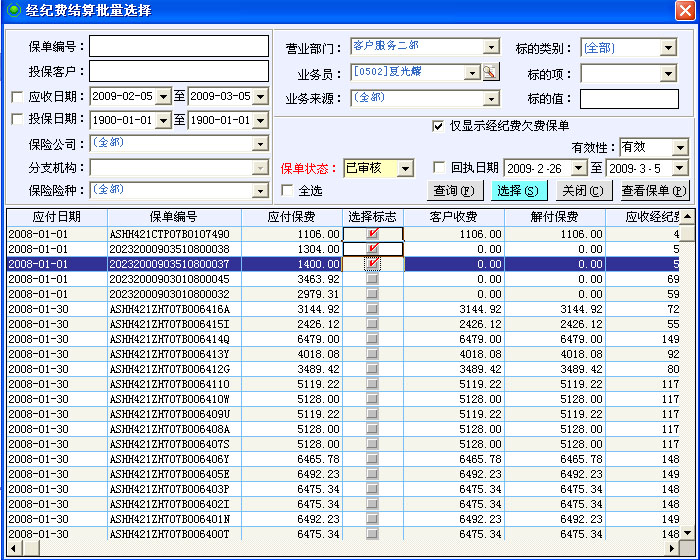 经纪费结算批量选择
保单编号：
营业部门： 客户服务二部 标的类别： (全部)
投保客户：
业务员： [0502]夏光耀 标的项：
应收日期： 2009-02-05 至 2009-03-05
业务来源： (全部) 标的值：
投保日期： 1900-01-01 至 1900-01-01
仅显示经纪费欠费保单
保险公司： (全部)
有效性： 有效
分支机构：
保单状态： 已审核 回执日期 2009- 2 -26 至 2009- 3 - 5
保险险种： (全部)
全选 查询(F) 选择(S) 关闭(C) 查看保单(P)
应付日期 保单编号 应付保费 选择标志 客户收费 解付保费 应收经纪费
2008-01-01 ASHH421CTP07B0107490 1106.00 1106.00 1106.00 4
2008-01-01 20232000903510800038 1304.00 0.00 0.00 5
2008-01-01 20232000903510800037 1400.00 0.00 0.00 5
2008-01-01 20232000903010800045 3463.92 0.00 0.00 69
2008-01-01 20232000903010800032 2979.31 0.00 0.00 59
2008-01-30 ASHH421ZH707B006416A 3144.92 3144.92 3144.92 72
2008-01-30 ASHH421ZH707B006415I 2426.12 2426.12 2426.12 55
2008-01-30 ASHH421ZH707B006414Q 6479.00 6479.00 6479.00 149
2008-01-30 ASHH421ZH707B006413Y 4018.08 4018.08 4018.08 92
2008-01-30 ASHH421ZH707B006412G 3489.42 3489.42 3489.42 80
2008-01-30 ASHH421ZH707B006411O 5119.22 5119.22 5119.22 117
2008-01-30 ASHH421ZH707B006410W 5128.00 5128.00 5128.00 117
2008-01-30 ASHH421ZH707B006409U 5119.22 5119.22 5119.22 117
2008-01-30 ASHH421ZH707B006408A 5128.00 5128.00 5128.00 117
2008-01-30 ASHH421ZH707B006407S 5128.00 5128.00 5128.00 117
2008-01-30 ASHH421ZH707B006406Y 6465.78 6465.78 6465.78 148
2008-01-30 ASHH421ZH707B006405E 6492.23 6492.23 6492.23 149
2008-01-30 ASHH421ZH707B006403P 6475.34 6475.34 6475.34 148
2008-01-30 ASHH421ZH707B006402I 6475.34 6475.34 6475.34 148
2008-01-30 ASHH421ZH707B006401N 6492.23 6492.23 6492.23 149
2008-01-30 ASHH421ZH707B006400T 6475.34 6475.34 6475.34 148